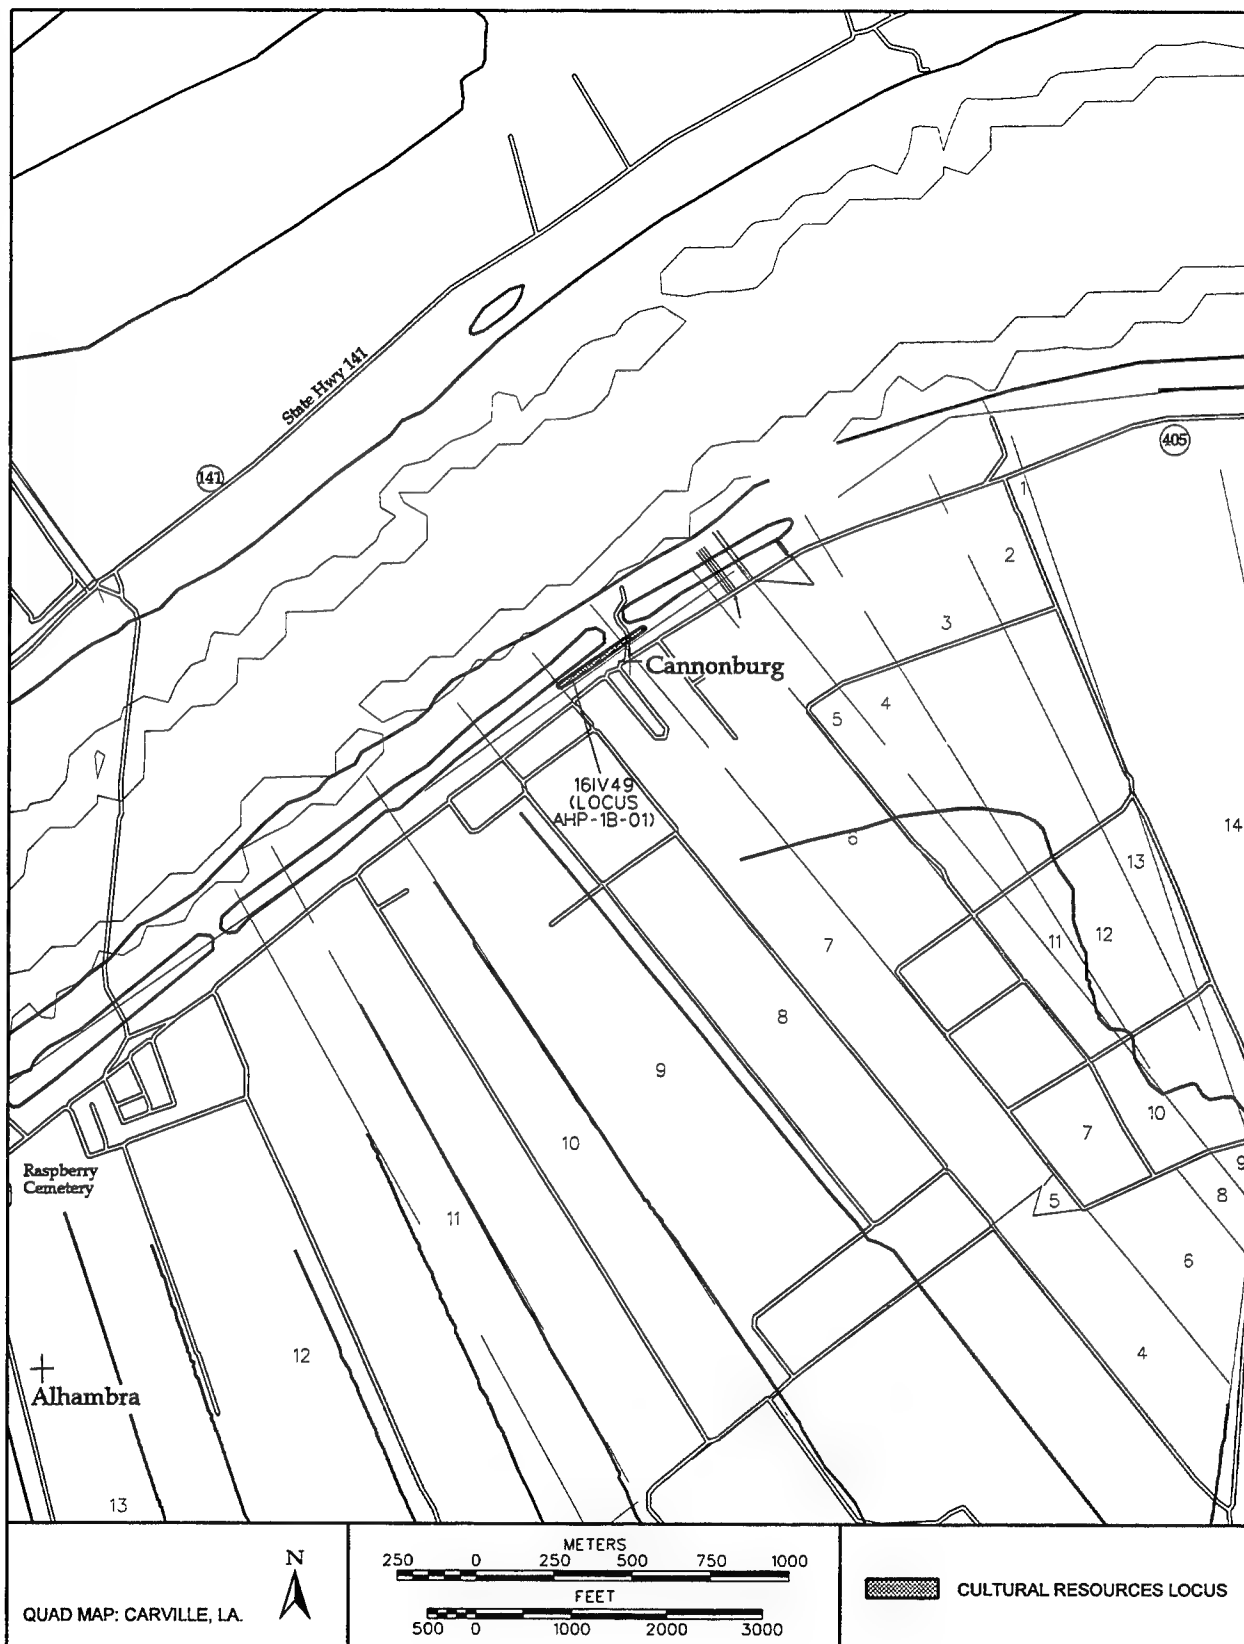 State Hwy 141
141
405
1
2
3
Cannonburg
4
5
16IV49
(LOCUS
AHP-1B-01)
6
14
13
7
11
12
8
9
10
7
10
9
Raspberry
Cemetery
8
5
11
6
12
4
Alhambra
13
N
QUAD MAP: CARVILLE, LA.
METERS
250 0 250 500 750 1000
FEET
500 0 1000 2000 3000
CULTURAL RESOURCES LOCUS